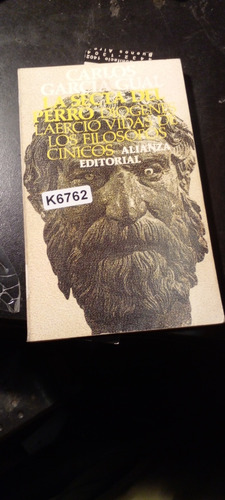 CARLOS
GARCÍA GUAL
LA SECTA DEL
PERRO DIÓGENES
LAERCIO VIDAS DE
LOS FILÓSOFOS
CÍNICOS ALIANZA
EDITORIAL
K6762